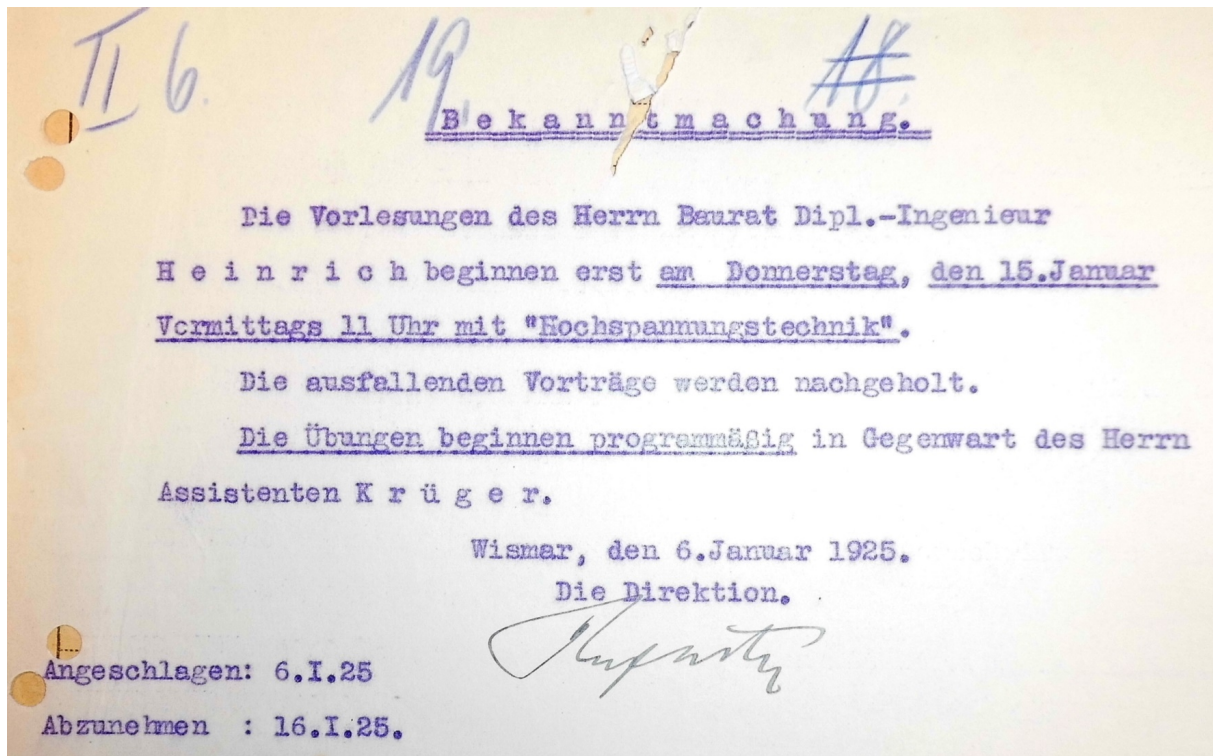 II 6. 19. 18.
Bekanntmachung.
Die Vorlesungen des Herrn Baurat Dipl.-Ingenieur
Heinrich beginnen erst am Donnerstag, den 15.Januar
Vormittags 11 Uhr mit "Hochspannungstechnik".
Die ausfallenden Vorträge werden nachgeholt.
Die Übungen beginnen programmäßig in Gegenwart des Herrn
Assistenten Krüger.
Wismar, den 6.Januar 1925.
Die Direktion.
Angeschlagen: 6.I.25
Abzunehmen : 16.I.25.